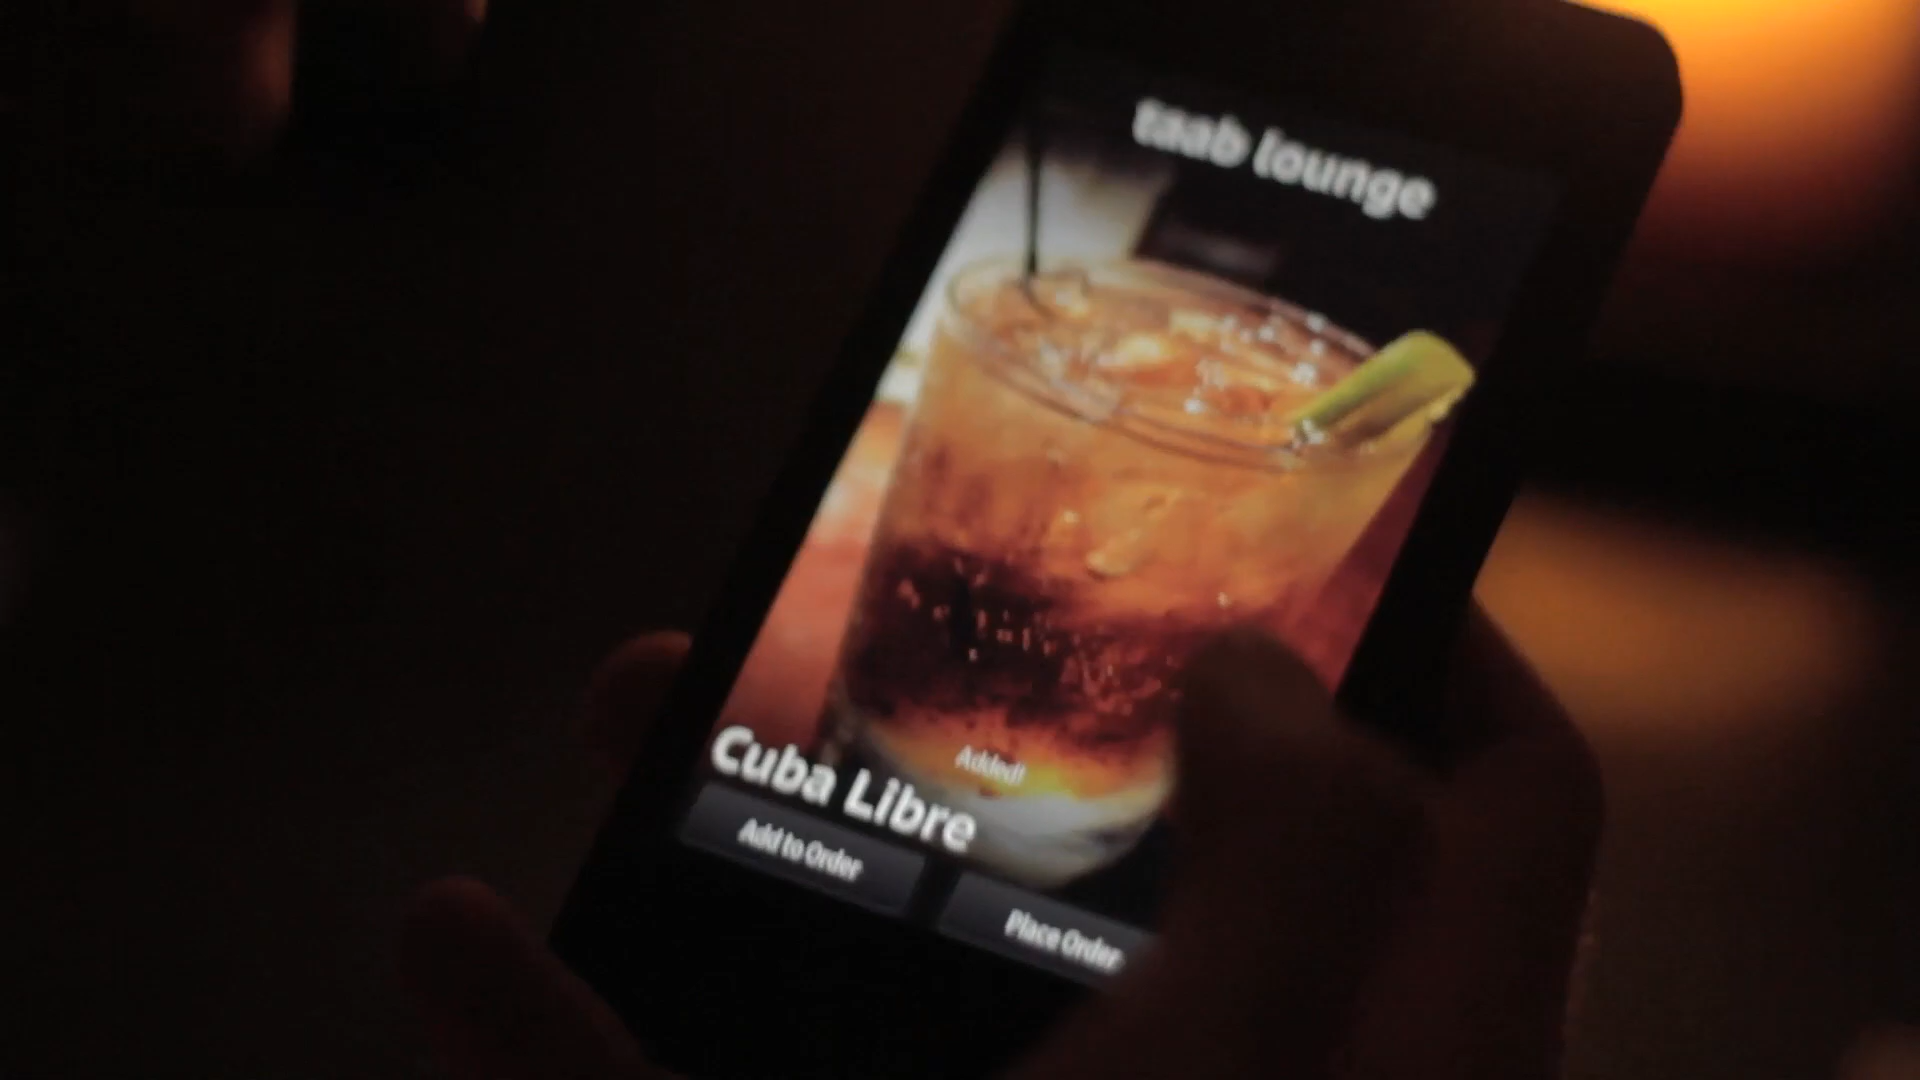 taab lounge
Added!
Cuba Libre
Add to Order
Place Order